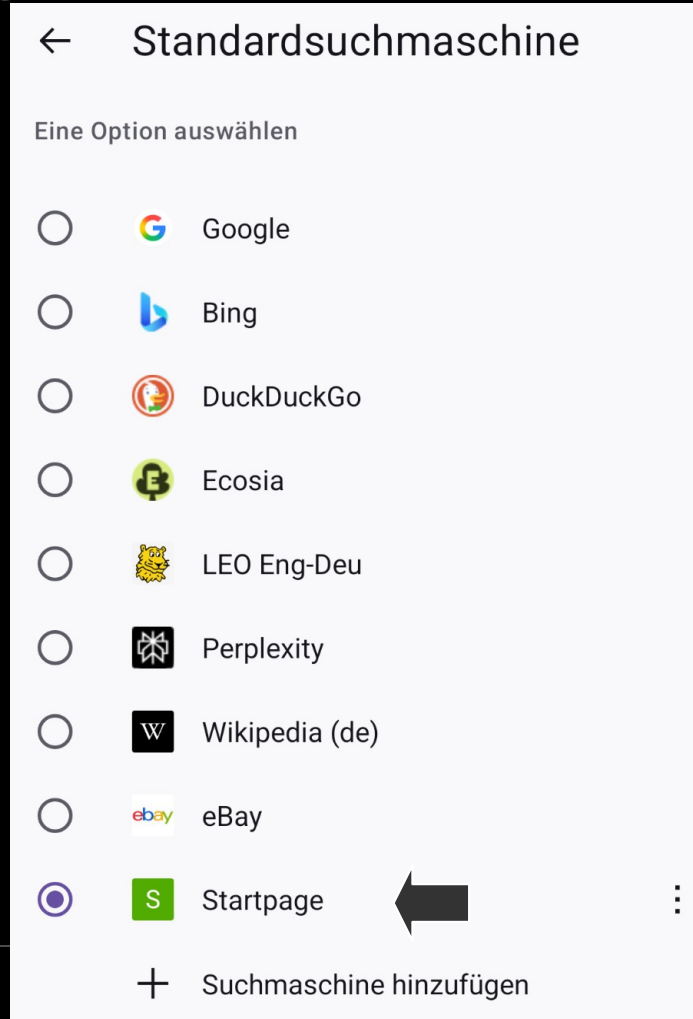 Standardsuchmaschine
Eine Option auswählen
G Google
b Bing
DuckDuckGo
E Ecosia
LEO Eng-Deu
Perplexity
W Wikipedia (de)
ebay eBay
S Startpage
Suchmaschine hinzufügen